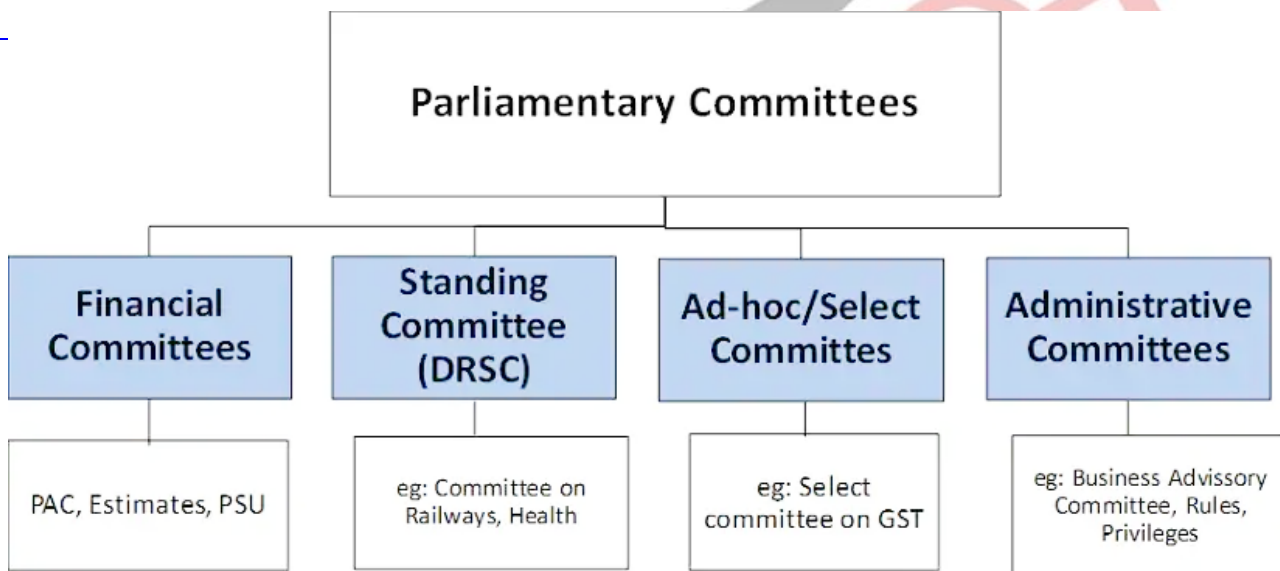 Parliamentary Committees
Financial
Committees
Standing
Committee
(DRSC)
Ad-hoc/Select
Committes
Administrative
Committees
PAC, Estimates, PSU
eg: Committee on
Railways, Health
eg: Select
committee on GST
eg: Business Advissory
Committee, Rules,
Privileges